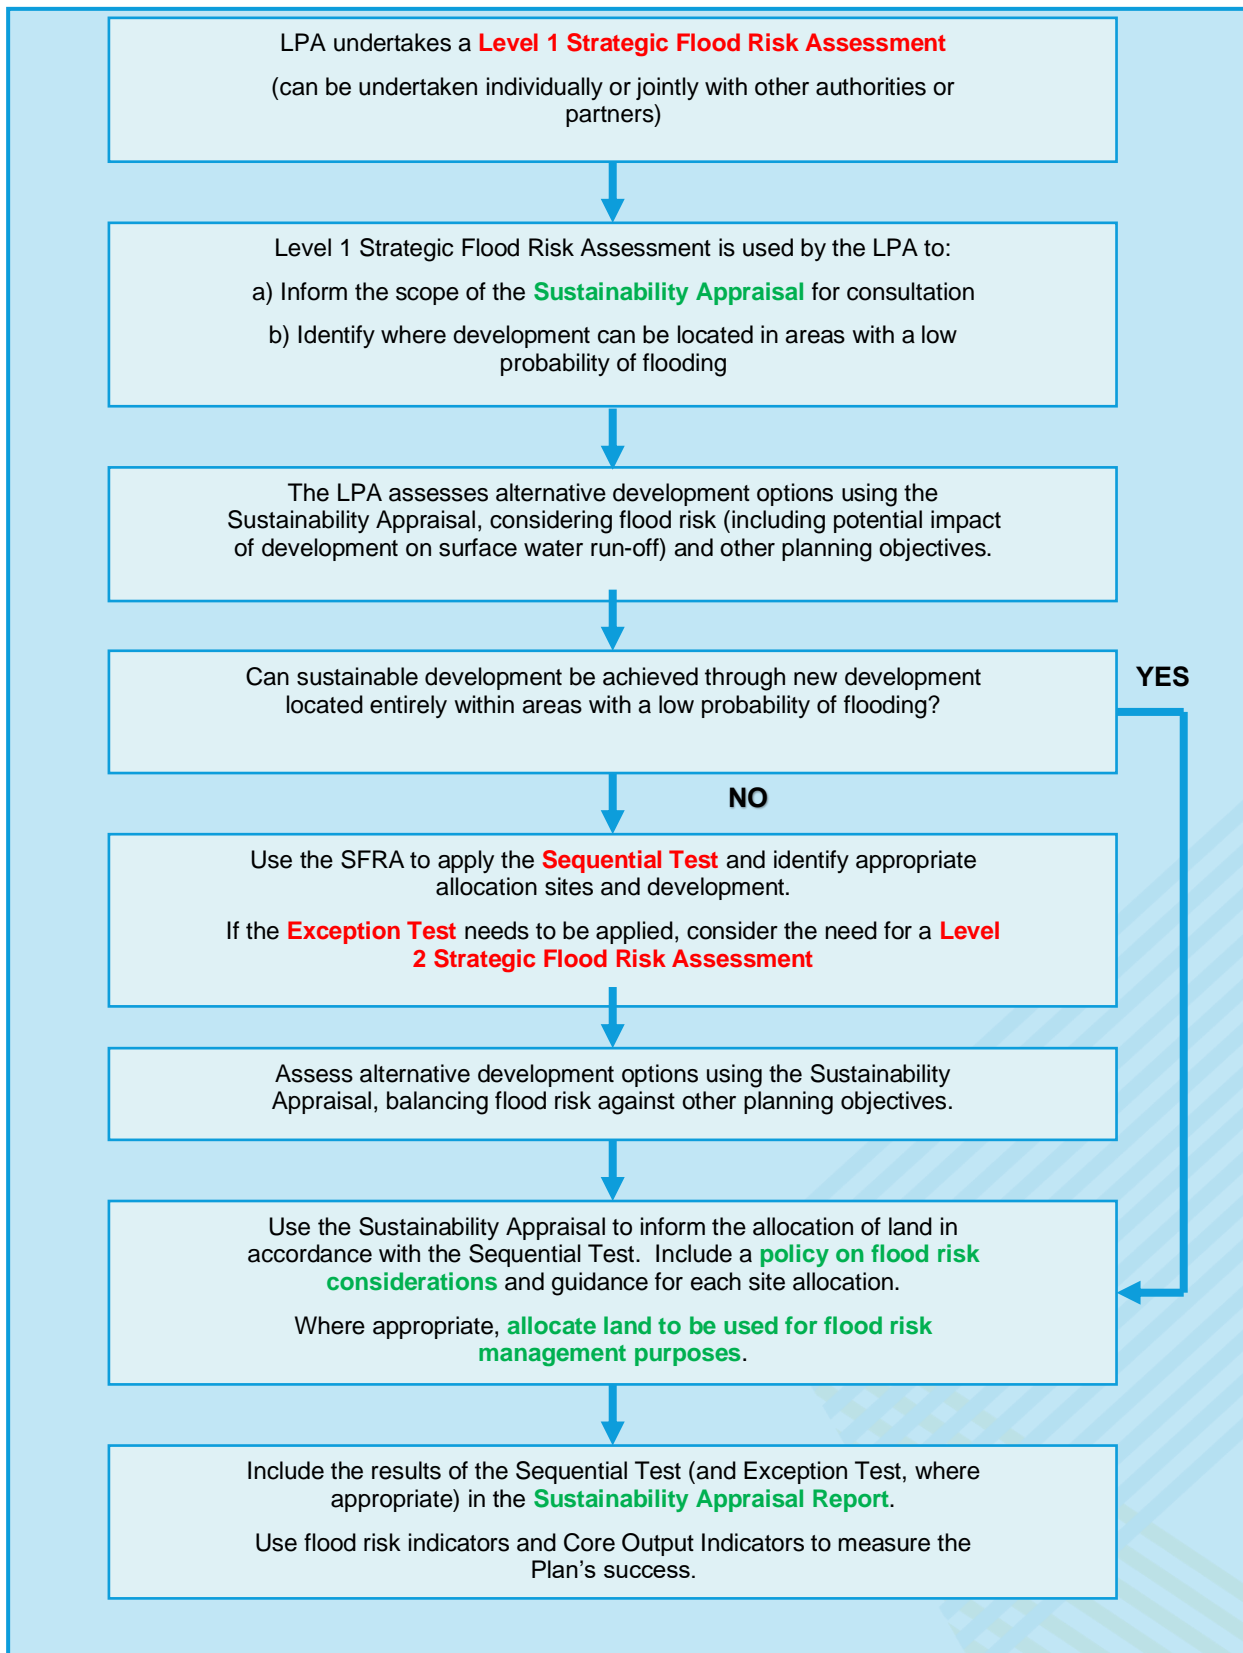 LPA undertakes a Level 1 Strategic Flood Risk Assessment
(can be undertaken individually or jointly with other authorities or
partners)
Level 1 Strategic Flood Risk Assessment is used by the LPA to:
a) Inform the scope of the Sustainability Appraisal for consultation
b) Identify where development can be located in areas with a low
probability of flooding
The LPA assesses alternative development options using the
Sustainability Appraisal, considering flood risk (including potential impact
of development on surface water run-off) and other planning objectives.
Can sustainable development be achieved through new development
located entirely within areas with a low probability of flooding?
YES
NO
Use the SFRA to apply the Sequential Test and identify appropriate
allocation sites and development.
If the Exception Test needs to be applied, consider the need for a Level
2 Strategic Flood Risk Assessment
Assess alternative development options using the Sustainability
Appraisal, balancing flood risk against other planning objectives.
Use the Sustainability Appraisal to inform the allocation of land in
accordance with the Sequential Test.  Include a policy on flood risk
considerations and guidance for each site allocation.
Where appropriate, allocate land to be used for flood risk
management purposes.
Include the results of the Sequential Test (and Exception Test, where
appropriate) in the Sustainability Appraisal Report.
Use flood risk indicators and Core Output Indicators to measure the
Plan’s success.